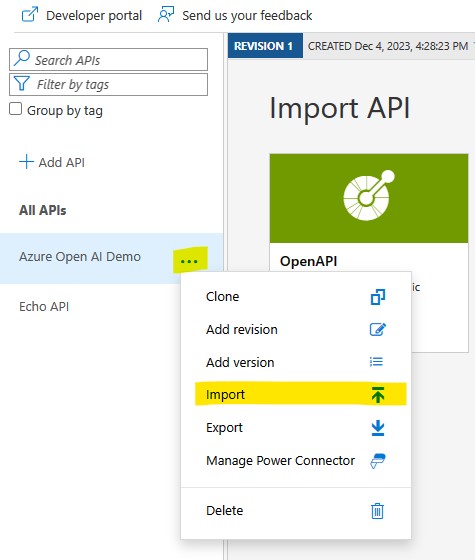 Developer portal Send us your feedback
Search APIs
Filter by tags
Group by tag
Add API
All APIs
Azure Open AI Demo
...
Echo API
REVISION 1 CREATED Dec 4, 2023, 4:28:23 PM
Import API
OpenAPI
ic
Clone
Add revision
Add version
Import
Export
Manage Power Connector
Delete